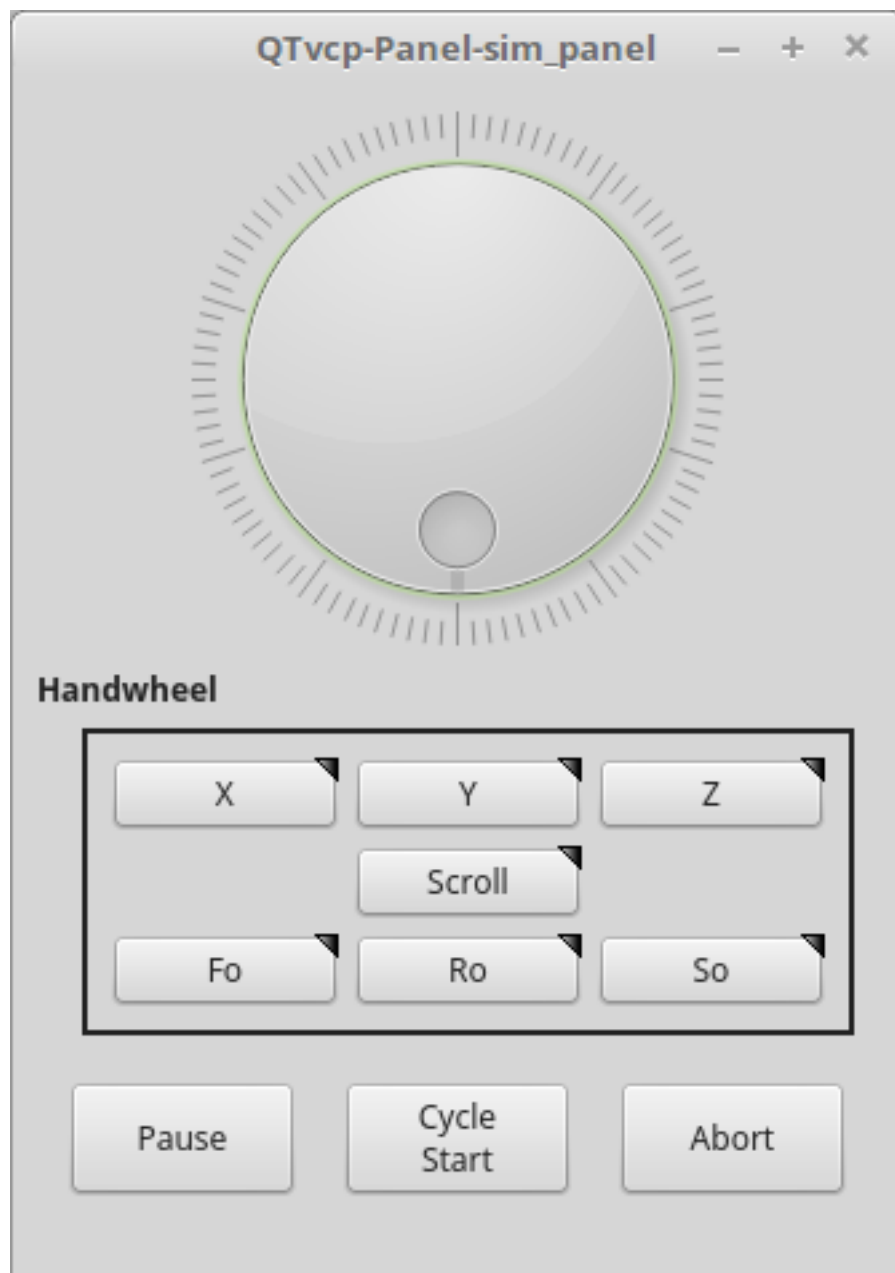 QTvcp-Panel-sim_panel
Handwheel
X Y Z
Scroll
Fo Ro So
Pause
Cycle
Start
Abort